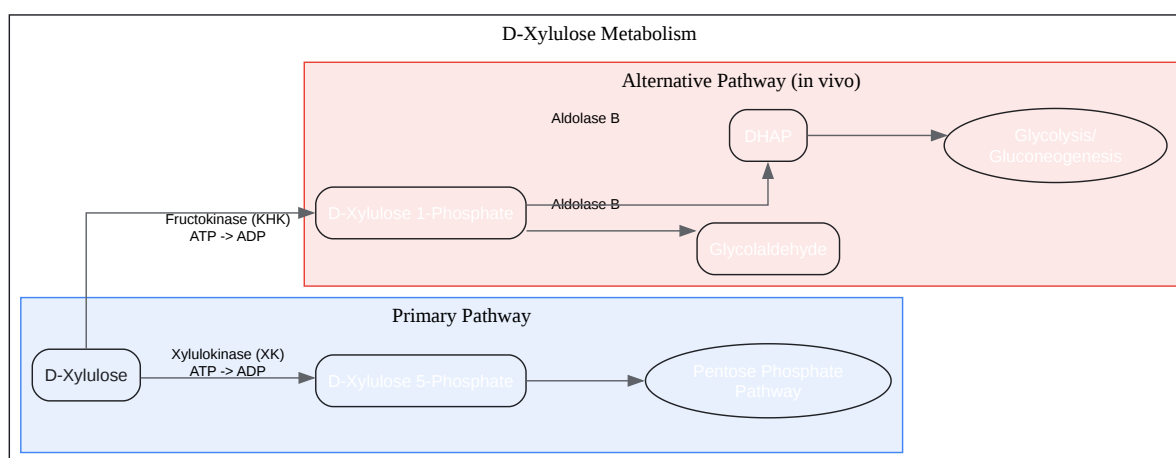 D-Xylulose Metabolism
Alternative Pathway (in vivo)
Aldolase B
DHAP
Glycolysis/
Gluconeogenesis
D-Xylulose 1-Phosphate
Aldolase B
Fructokinase (KHK)
ATP -> ADP
Glycolaldehyde
Primary Pathway
D-Xylulose
Xylulokinase (XK)
ATP -> ADP
D-Xylulose 5-Phosphate
Pentose Phosphate
Pathway